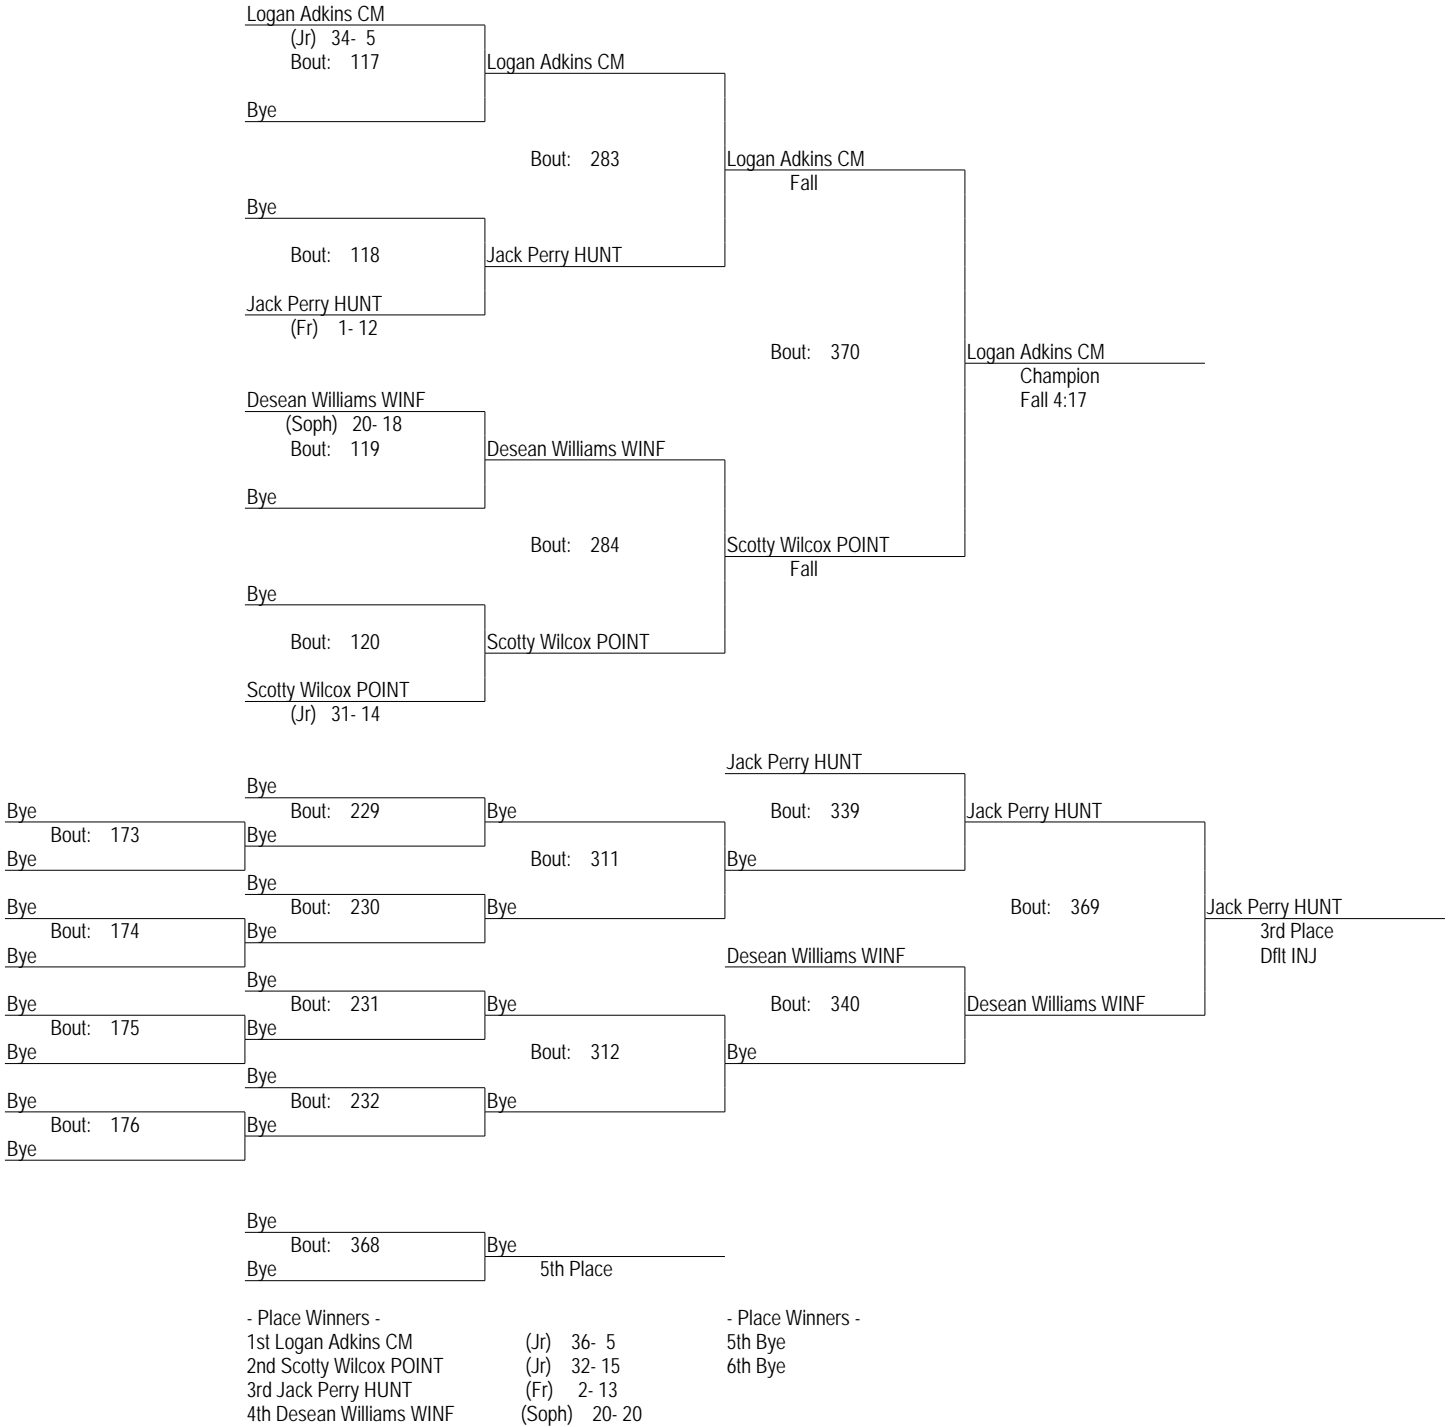 Logan Adkins CM
(Jr) 34- 5
Bout: 117
Logan Adkins CM
Bye
Bout: 283
Logan Adkins CM
Fall
Bye
Bout: 118
Jack Perry HUNT
Jack Perry HUNT
(Fr) 1- 12
Bout: 370
Logan Adkins CM
Champion
Fall 4:17
Desean Williams WINF
(Soph) 20- 18
Bout: 119
Desean Williams WINF
Bye
Bout: 284
Scotty Wilcox POINT
Fall
Bye
Bout: 120
Scotty Wilcox POINT
Scotty Wilcox POINT
(Jr) 31- 14
Jack Perry HUNT
Bye
Bye
Bout: 229
Bye
Bout: 339
Jack Perry HUNT
Bout: 173
Bye
Bye
Bout: 311
Bye
Bye
Bye
Bout: 230
Bye
Bout: 369
Jack Perry HUNT
Bout: 174
Bye
3rd Place
Bye
Desean Williams WINF
Dflt INJ
Bye
Bye
Bout: 231
Bye
Bout: 340
Desean Williams WINF
Bout: 175
Bye
Bye
Bout: 312
Bye
Bye
Bye
Bout: 232
Bye
Bout: 176
Bye
Bye
Bye
Bout: 368
Bye
Bye
5th Place
- Place Winners -
- Place Winners -
1st Logan Adkins CM (Jr) 36- 5
5th Bye
2nd Scotty Wilcox POINT (Jr) 32- 15
6th Bye
3rd Jack Perry HUNT (Fr) 2- 13
4th Desean Williams WINF (Soph) 20- 20